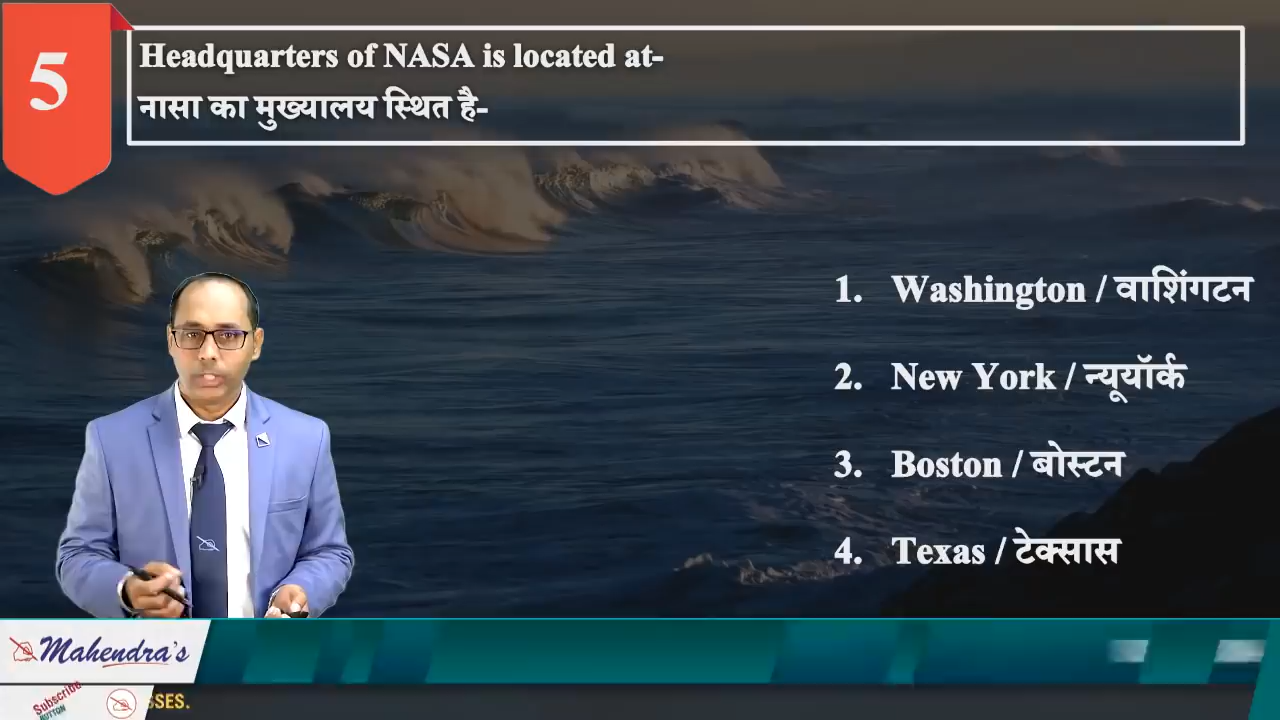 5
Headquarters of NASA is located at-
नासा का मुख्यालय स्थित है-
1. Washington / वाशिंगटन
2. New York / न्यूयॉर्क
3. Boston / बोस्टन
4. Texas / टेक्सास
Mahendra's
Subscribe
BUTTON
SSES.